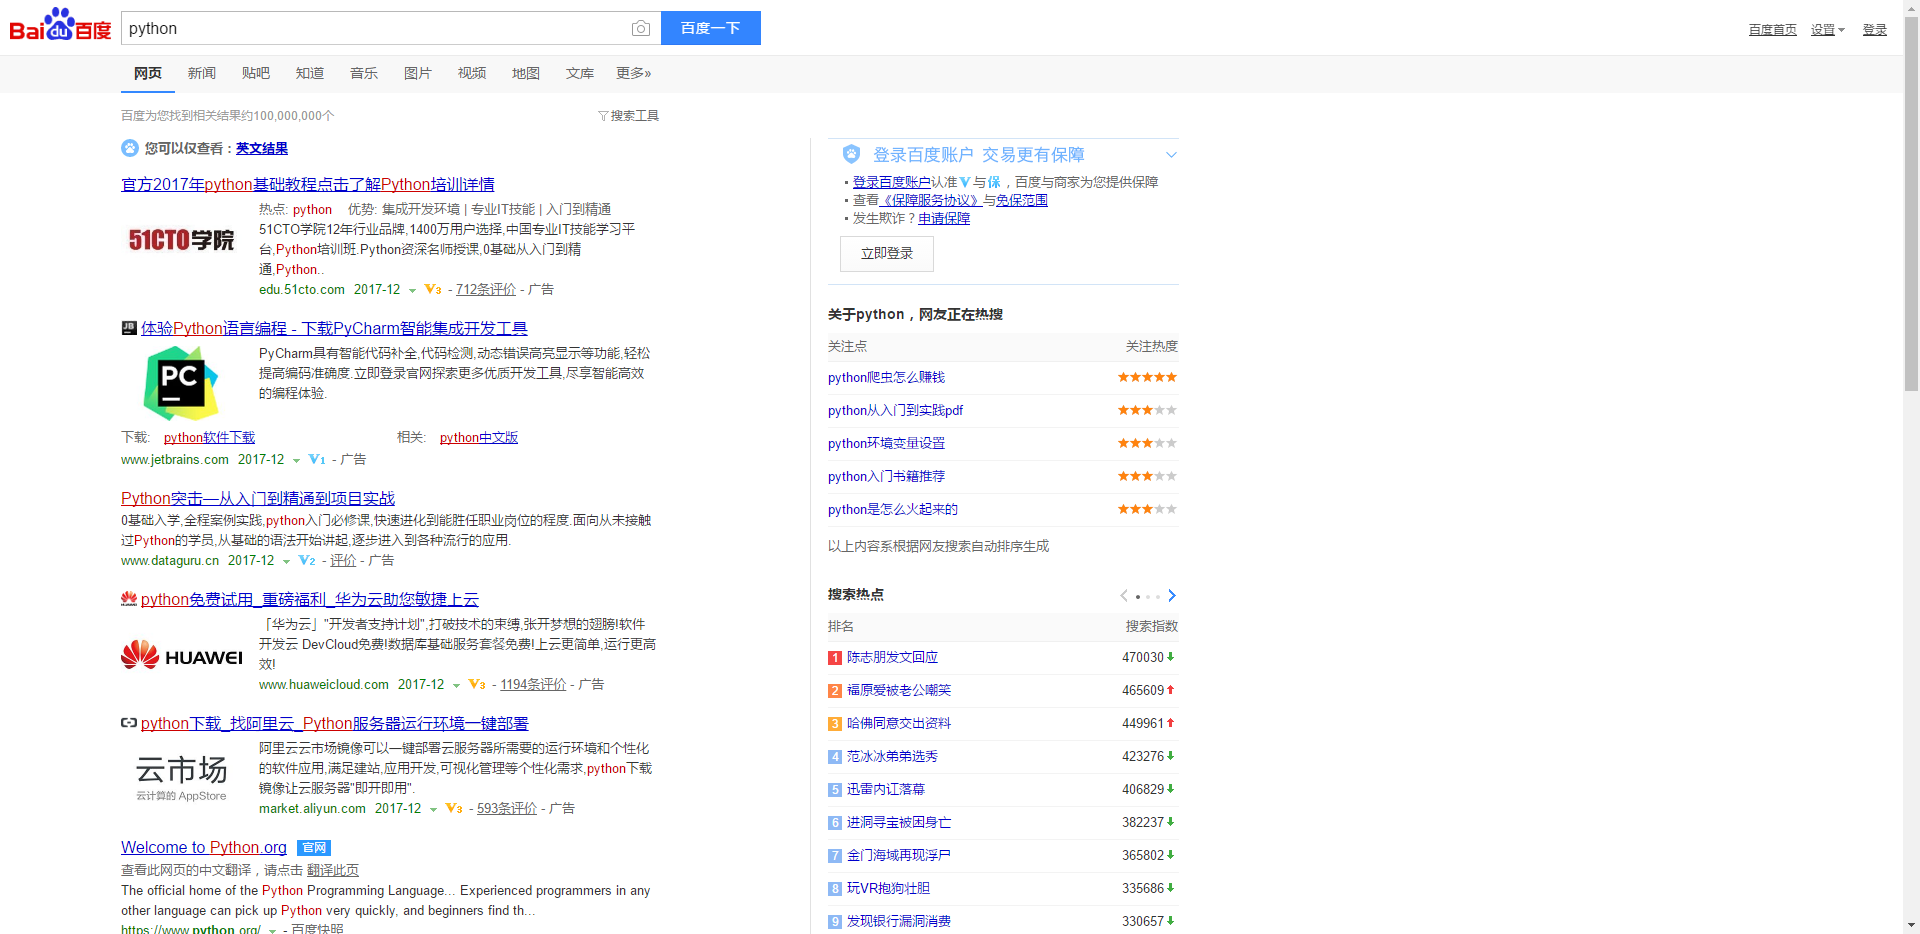 Bai du 百度 python 百度一下 百度首页 设置 登录
网页 新闻 贴吧 知道 音乐 图片 视频 地图 文库 更多»
百度为您找到相关结果约100,000,000个 搜索工具
您可以仅查看：英文结果
官方2017年python基础教程点击了解Python培训详情
51CTO学院
热点: python 优势: 集成开发环境 | 专业IT技能 | 入门到精通
51CTO学院12年行业品牌,1400万用户选择,中国专业IT技能学习平
台,Python培训班.Python资深名师授课,0基础从入门到精
通,Python..
edu.51cto.com 2017-12 V3 - 712条评价 - 广告
JB 体验Python语言编程 - 下载PyCharm智能集成开发工具
PC
PyCharm具有智能代码补全,代码检测,动态错误高亮显示等功能,轻松
提高编码准确度.立即登录官网探索更多优质开发工具,尽享智能高效
的编程体验.
下载: python软件下载 相关: python中文版
www.jetbrains.com 2017-12 V1 - 广告
Python突击—从入门到精通到项目实战
0基础入学,全程案例实践,python入门必修课,快速进化到能胜任职业岗位的程度.面向从未接触
过Python的学员,从基础的语法开始讲起,逐步进入到各种流行的应用.
www.dataguru.cn 2017-12 V2 - 评价 - 广告
python免费试用_重磅福利_华为云助您敏捷上云
HUAWEI
「华为云」"开发者支持计划",打破技术的束缚,张开梦想的翅膀!软件
开发云 DevCloud免费!数据库基础服务套餐免费!上云更简单,运行更高
效!
www.huaweicloud.com 2017-12 V3 - 1194条评价 - 广告
python下载_找阿里云_Python服务器运行环境一键部署
云市场
云计算的 AppStore
阿里云云市场镜像可以一键部署云服务器所需要的运行环境和个性化
的软件应用,满足建站,应用开发,可视化管理等个性化需求,python下载
镜像让云服务器"即开即用".
market.aliyun.com 2017-12 V3 - 593条评价 - 广告
Welcome to Python.org 官网
查看此网页的中文翻译，请点击 翻译此页
The official home of the Python Programming Language... Experienced programmers in any
other language can pick up Python very quickly, and beginners find th...
https://www.python.org/ - 百度快照
登录百度账户 交易更有保障
登录百度账户认准V与保，百度与商家为您提供保障
查看《保障服务协议》与免保范围
发生欺诈？申请保障
立即登录
关于python，网友正在热搜
关注点 关注热度
python爬虫怎么赚钱 ★★★★★
python从入门到实践pdf ★★★★★
python环境变量设置 ★★★★★
python入门书籍推荐 ★★★★★
python是怎么火起来的 ★★★★★
以上内容系根据网友搜索自动排序生成
搜索热点
排名 搜索指数
1 陈志朋发文回应 470030
2 福原爱被老公嘲笑 465609
3 哈佛同意交出资料 449961
4 范冰冰弟弟选秀 423276
5 迅雷内讧落幕 406829
6 进洞寻宝被困身亡 382237
7 金门海域再现浮尸 365802
8 玩VR抱狗壮胆 335686
9 发现银行漏洞消费 330657